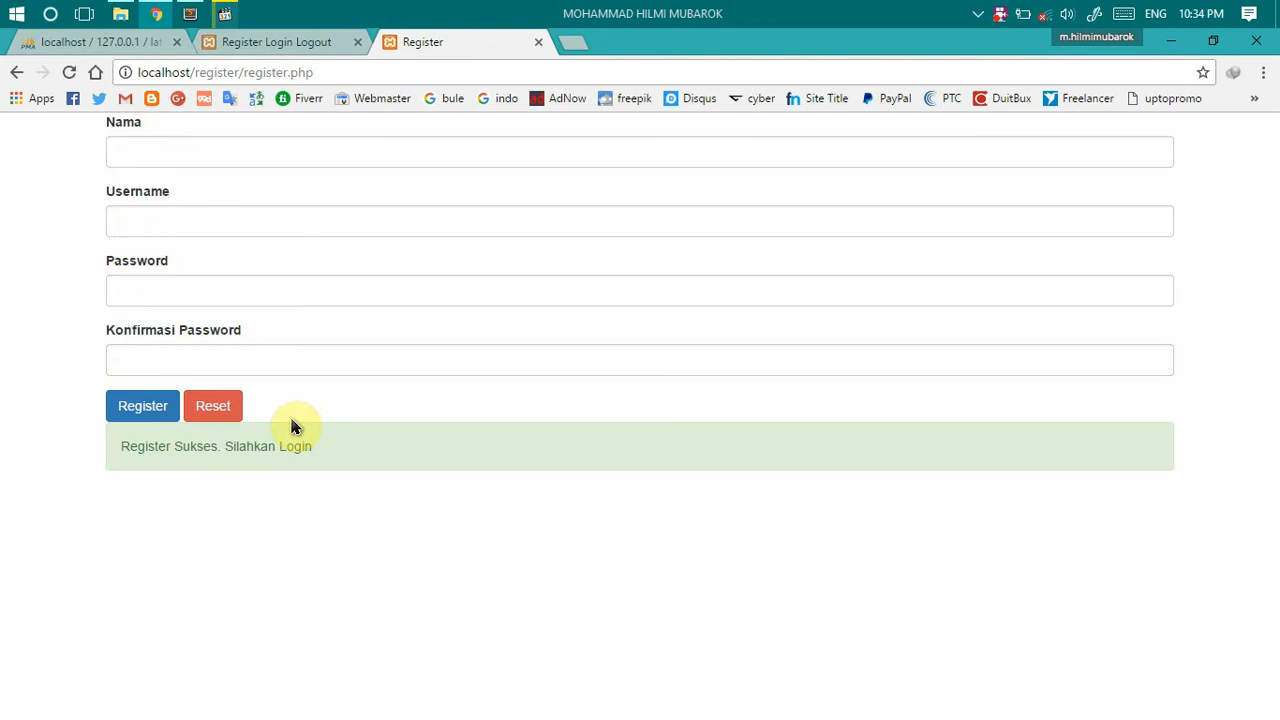 MOHAMMAD HILMI MUBAROK
ENG 10:34 PM
m.hilmimubarok
localhost / 127.0.0.1 / lat
Register Login Logout
Register
localhost/register/register.php
Apps
Fiverr
Webmaster
bule
indo
AdNow
freepik
Disqus
cyber
Site Title
PayPal
PTC
DuitBux
Freelancer
uptopromo
Nama
Username
Password
Konfirmasi Password
Register Reset
Register Sukses. Silahkan Login